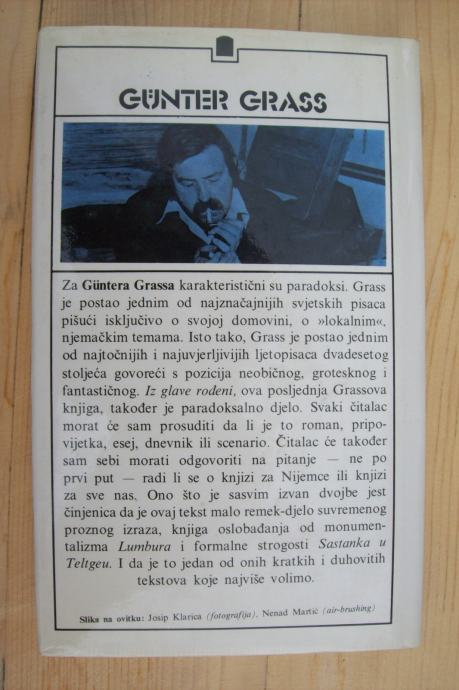 GÜNTER GRASS
Za Güntera Grassa karakteristični su paradoksi. Grass
je postao jednim od najznačajnijih svjetskih pisaca
pišući isključivo o svojoj domovini, o »lokalnim«,
njemačkim temama. Isto tako, Grass je postao jednim
od najtočnijih i najuvjerljivijih ljetopisaca dvadesetog
stoljeća govoreći s pozicija neobičnog, grotesknog i
fantastičnog. Iz glave rođeni, ova posljednja Grassova
knjiga, također je paradoksalno djelo. Svaki čitalac
morat će sam prosuditi da li je to roman, pripo-
vijetka, esej, dnevnik ili scenario. Čitalac će također
sam sebi morati odgovoriti na pitanje — ne po
prvi put — radi li se o knjizi za Nijemce ili knjizi
za sve nas. Ono što je sasvim izvan dvojbe jest
činjenica da je ovaj tekst malo remek-djelo suvremenog
proznog izraza, knjiga oslobađanja od monumen-
talizma Lumbura i formalne strogosti Sastanka u
Teltgeu. I da je to jedan od onih kratkih i duhovitih
tekstova koje najviše volimo.
Slika na ovitku: Josip Klarica (fotografija), Nenad Martić (air-brushing)